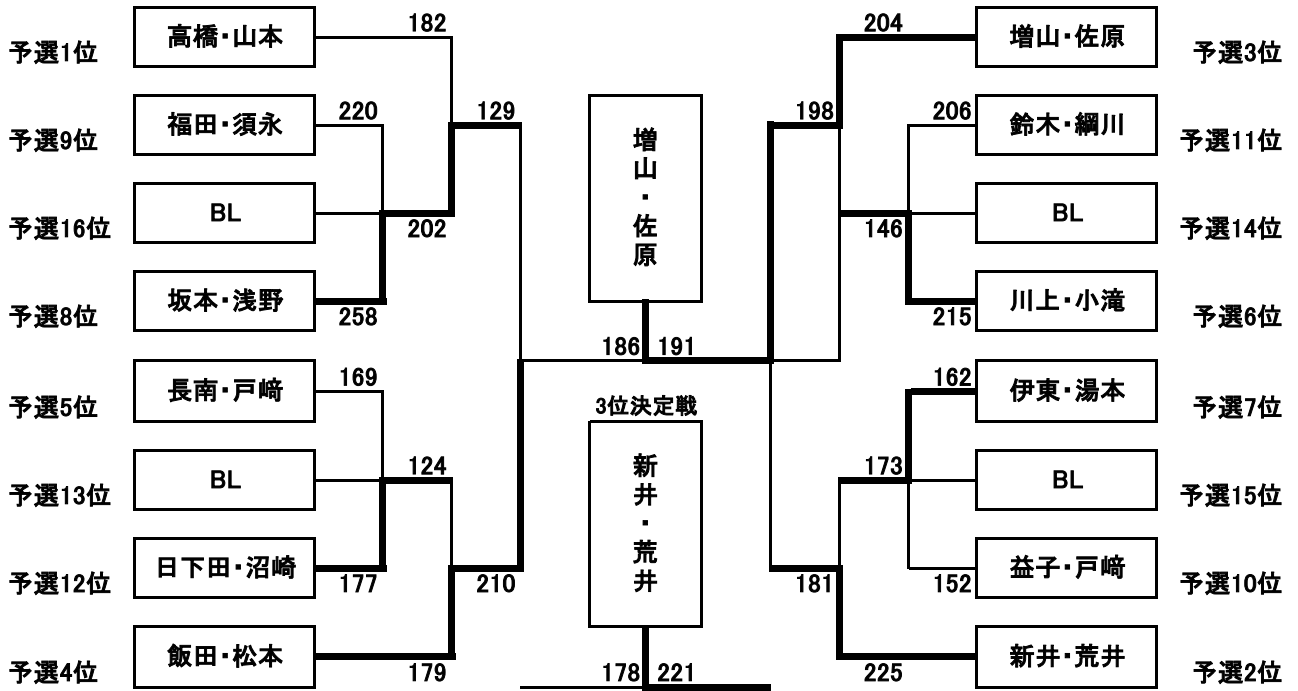 予選1位 高橋・山本 182
予選9位 福田・須永 220
129
予選16位 BL
202
予選8位 坂本・浅野 258
予選5位 長南・戸﨑 169
予選13位 BL
124
予選12位 日下田・沼崎 177
210
予選4位 飯田・松本 179
増山・佐原
186 191
3位決定戦
新井・荒井
178 221
204 増山・佐原 予選3位
198
206 鈴木・綱川 予選11位
BL 予選14位
146
215 川上・小滝 予選6位
162 伊東・湯本 予選7位
173
BL 予選15位
152 益子・戸﨑 予選10位
181
225 新井・荒井 予選2位